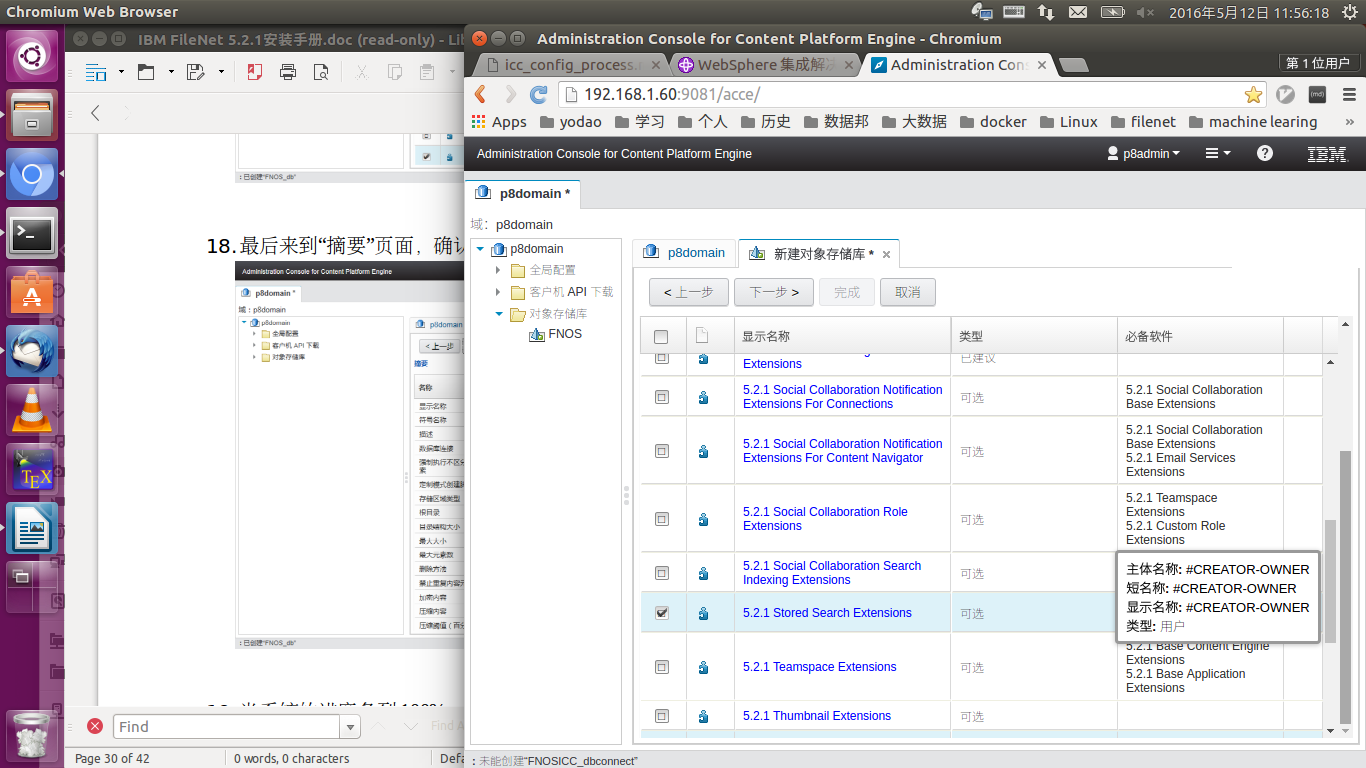 Chromium Web Browser
2016年5月12日 11:56:18
IBM FileNet 5.2.1安装手册.doc (read-only) - Lib
: 已创建"FNOS_db"
18. 最后来到“摘要”页面，确认
Administration Console for Content Platform Engine
p8domain *
域：p8domain
p8domain
全局配置
客户机 API 下载
对象存储库
p8domain
< 上一步
摘要
名称
显示名称
符号名称
描述
数据库连接
强制执行不区分
素
定制模式创建脚
存储区域类型
根目录
目录结构大小
最大大小
最大元素数
删除方法
禁止重复内容元
加密内容
压缩内容
压缩阈值（百分
: 已创建"FNOS_db"
Find
Find A
Page 30 of 42
0 words, 0 characters
Defa
Administration Console for Content Platform Engine - Chromium
icc_config_process.
WebSphere 集成解决
Administration Cons
第 1 位用户
192.168.1.60:9081/acce/
Apps
yodao
学习
个人
历史
数据邦
大数据
docker
Linux
filenet
machine learing
»
Administration Console for Content Platform Engine
p8admin
?
IBM
p8domain *
域： p8domain
p8domain
全局配置
客户机 API 下载
对象存储库
FNOS
p8domain
新建对象存储库 *
< 上一步
下一步 >
完成
取消
显示名称
类型
必备软件
Extensions
已建议
5.2.1 Social Collaboration Notification
Extensions For Connections
可选
5.2.1 Social Collaboration
Base Extensions
5.2.1 Social Collaboration Notification
Extensions For Content Navigator
可选
5.2.1 Social Collaboration
Base Extensions
5.2.1 Email Services
Extensions
5.2.1 Social Collaboration Role
Extensions
可选
5.2.1 Teamspace
Extensions
5.2.1 Custom Role
Extensions
5.2.1 Social Collaboration Search
Indexing Extensions
可选
5.2.1 Stored Search Extensions
可选
主体名称: #CREATOR-OWNER
短名称: #CREATOR-OWNER
显示名称: #CREATOR-OWNER
类型: 用户
5.2.1 Teamspace Extensions
可选
5.2.1 Base Content Engine
Extensions
5.2.1 Base Application
Extensions
5.2.1 Thumbnail Extensions
可选
: 未能创建"FNOSICC_dbconnect"